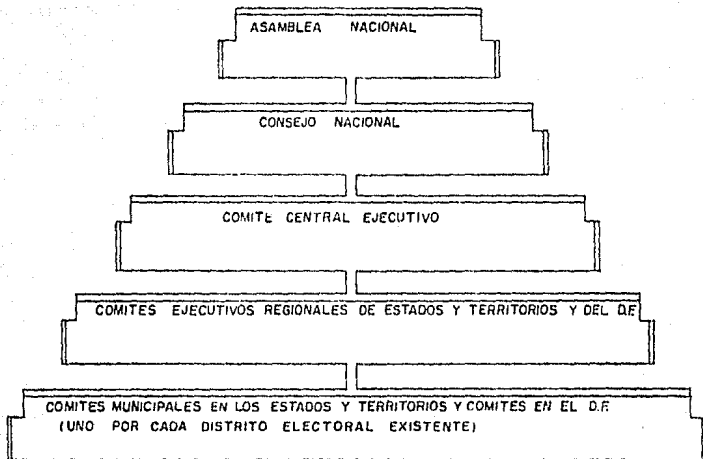 ASAMBLEA NACIONAL
CONSEJO NACIONAL
COMITE CENTRAL EJECUTIVO
COMITES EJECUTIVOS REGIONALES DE ESTADOS Y TERRITORIOS Y DEL D.F.
COMITES MUNICIPALES EN LOS ESTADOS Y TERRITORIOS Y COMITES EN EL D.F.
(UNO POR CADA DISTRITO ELECTORAL EXISTENTE)